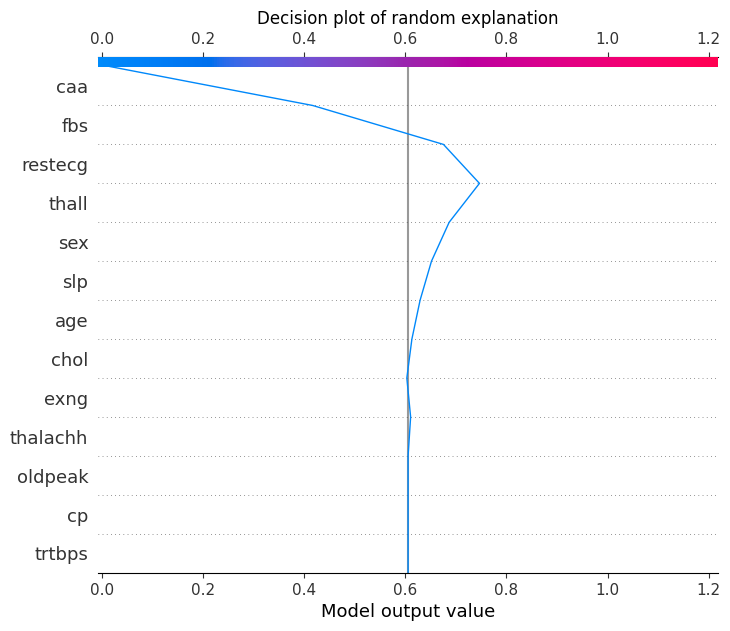 Decision plot of random explanation
0.0 0.2 0.4 0.6 0.8 1.0 1.2
caa
fbs
restecg
thall
sex
slp
age
chol
exng
thalachh
oldpeak
cp
trtbps
0.0 0.2 0.4 0.6 0.8 1.0 1.2
Model output value